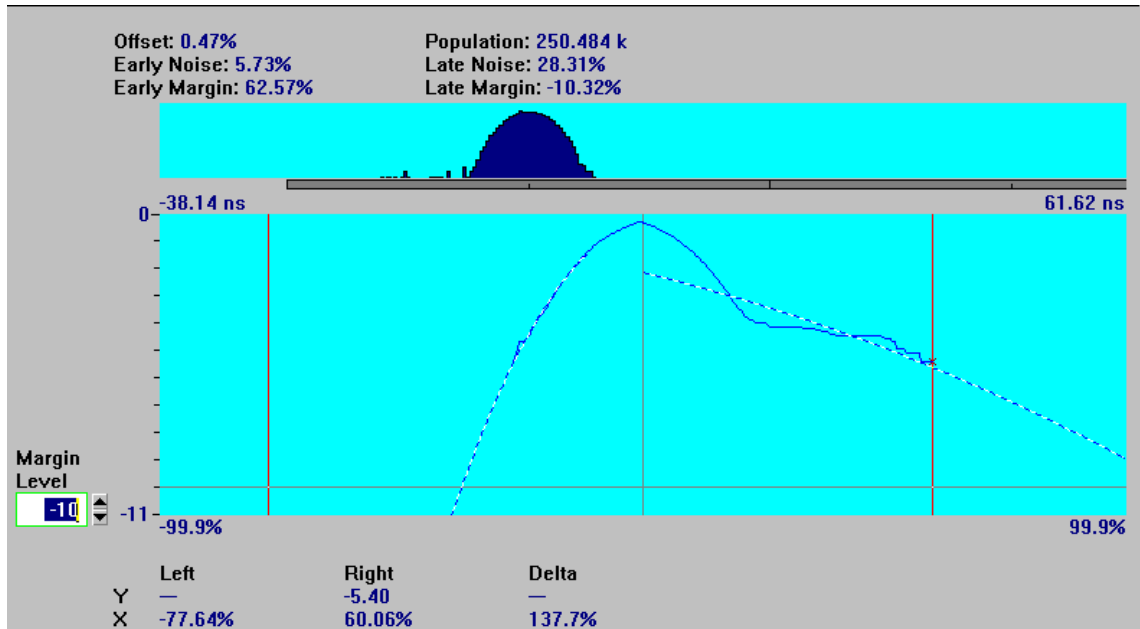 Offset: 0.47% Population: 250.484 k
Early Noise: 5.73% Late Noise: 28.31%
Early Margin: 62.57% Late Margin: -10.32%
-38.14 ns 61.62 ns
0
Margin
Level
-10
-11
-99.9% 99.9%
Left Right Delta
Y — -5.40 —
X -77.64% 60.06% 137.7%